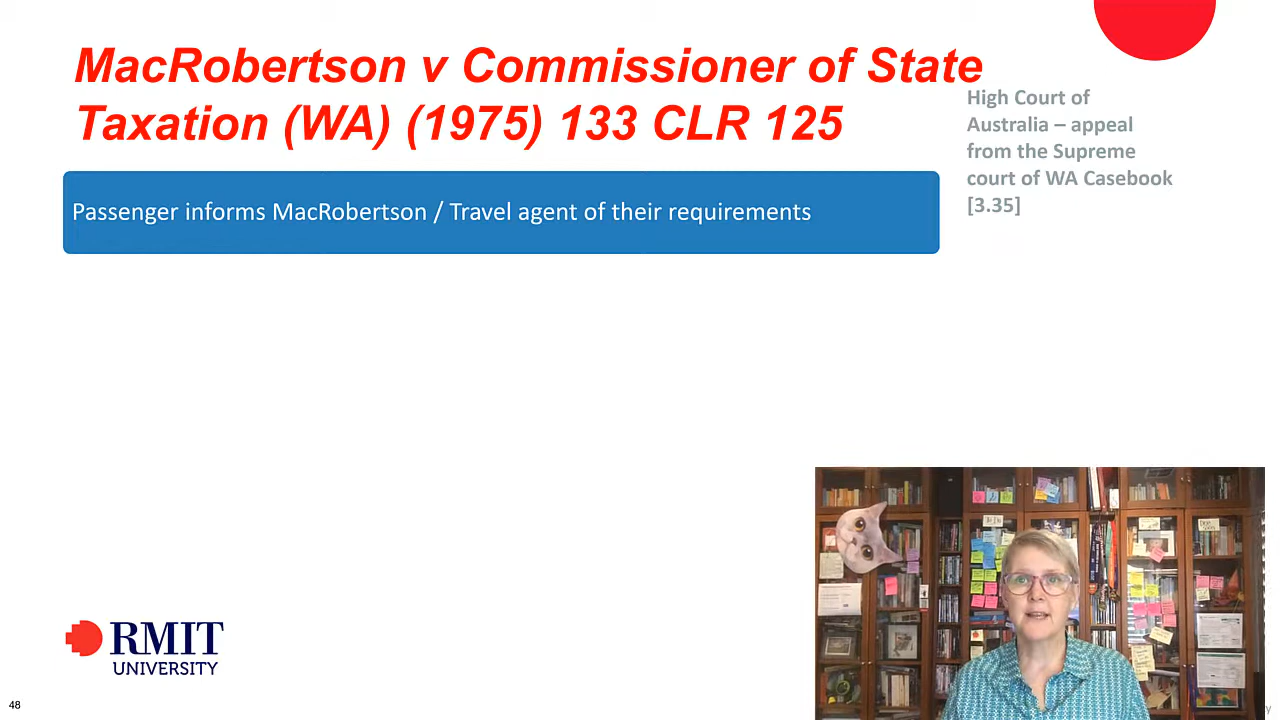 MacRobertson v Commissioner of State
Taxation (WA) (1975) 133 CLR 125
High Court of
Australia – appeal
from the Supreme
court of WA Casebook
[3.35]
Passenger informs MacRobertson / Travel agent of their requirements
RMIT
UNIVERSITY
48